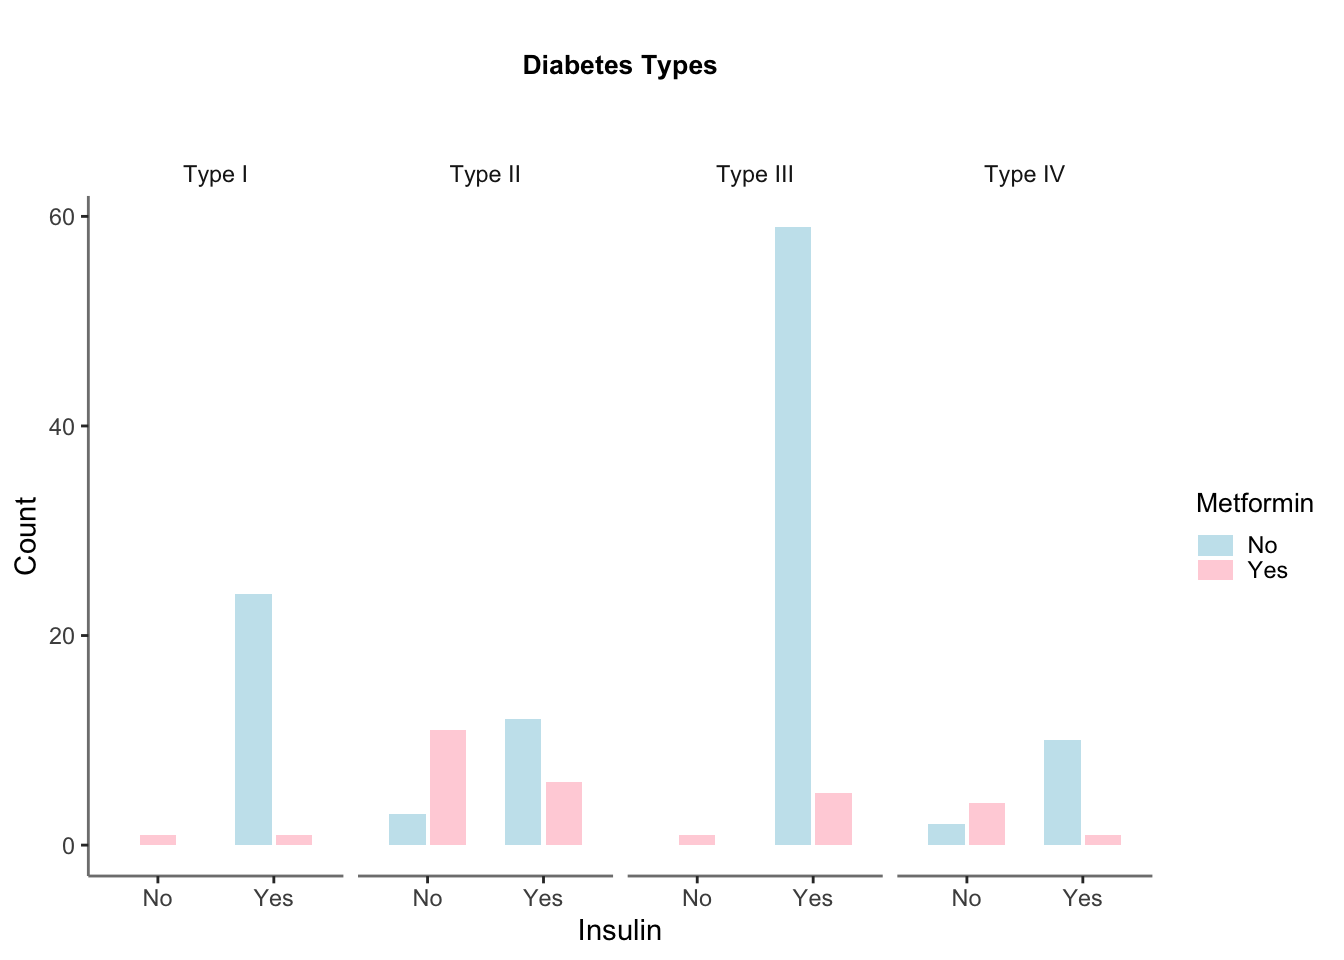 Diabetes Types
Type I Type II Type III Type IV
60
40
20
0
Count
No Yes No Yes No Yes No Yes
Insulin
Metformin
No
Yes